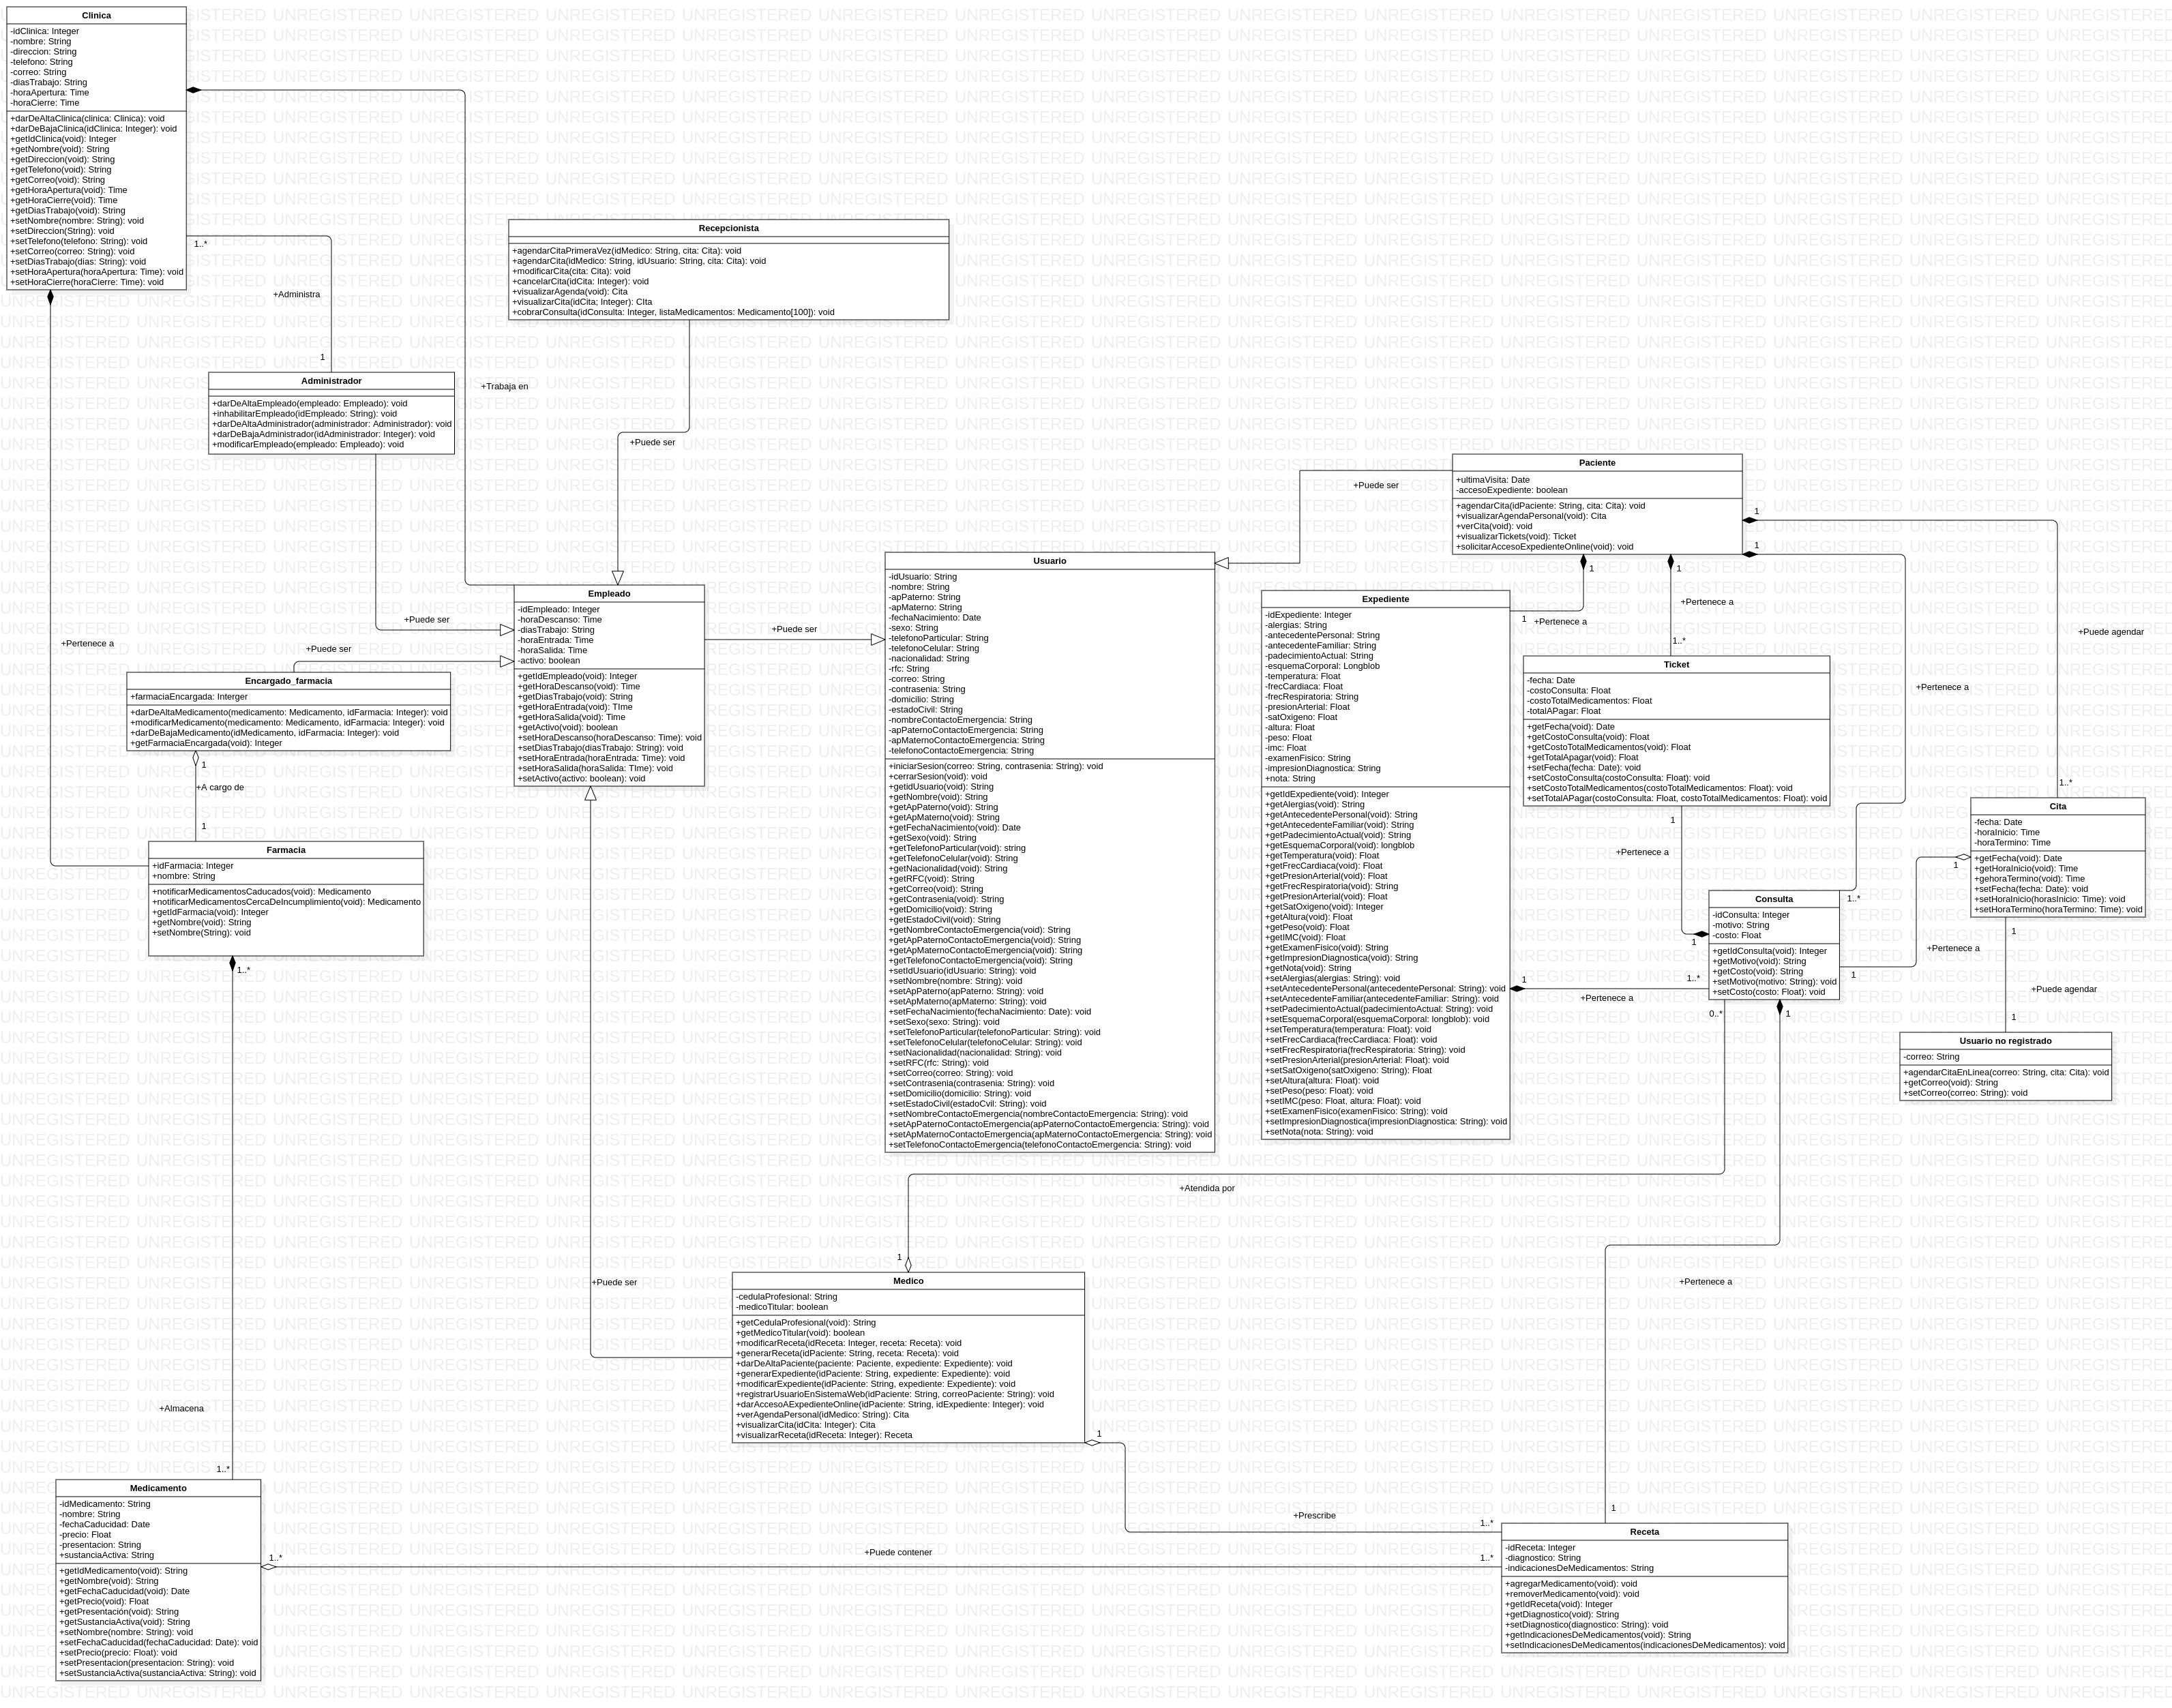 Clinica
-idClinica: Integer
-nombre: String
-direccion: String
-telefono: String
-correo: String
-diasTrabajo: String
-horaApertura: Time
-horaCierre: Time
+darDeAltaClinica(clinica: Clinica): void
+darDeBajaClinica(idClinica: Integer): void
+getIdClinica(void): Integer
+getNombre(void): String
+getDireccion(void): String
+getTelefono(void): String
+getCorreo(void): String
+getHoraApertura(void): Time
+getHoraCierre(void): Time
+getDiasTrabajo(void): String
+setNombre(nombre: String): void
+setDireccion(String): void
+setTelefono(telefono: String): void
+setCorreo(correo: String): void
+setDiasTrabajo(dias: String): void
+setHoraApertura(horaApertura: Time): void
+setHoraCierre(horaCierre: Time): void
1..*
+Administra
1
+Trabaja en
+Pertenece a
Recepcionista
+agendarCitaPrimeraVez(idMedico: String, cita: Cita): void
+agendarCita(idMedico: String, idUsuario: String, cita: Cita): void
+modificarCita(cita: Cita): void
+cancelarCita(idCita: Integer): void
+visualizarAgenda(void): Cita
+visualizarCita(idCita; Integer): CIta
+cobrarConsulta(idConsulta: Integer, listaMedicamentos: Medicamento[100]): void
+Puede ser
Administrador
+darDeAltaEmpleado(empleado: Empleado): void
+inhabilitarEmpleado(idEmpleado: String): void
+darDeAltaAdministrador(administrador: Administrador): void
+darDeBajaAdministrador(idAdministrador: Integer): void
+modificarEmpleado(empleado: Empleado): void
+Puede ser
+Puede ser
Encargado_farmacia
+farmaciaEncargada: Interger
+darDeAltaMedicamento(medicamento: Medicamento, idFarmacia: Integer): void
+modificarMedicamento(medicamento: Medicamento, idFarmacia: Integer): void
+darDeBajaMedicamento(idMedicamento, idFarmacia: Integer): void
+getFarmaciaEncargada(void): Integer
1
+A cargo de
1
Farmacia
+idFarmacia: Integer
+nombre: String
+notificarMedicamentosCaducados(void): Medicamento
+notificarMedicamentosCercaDeIncumplimiento(void): Medicamento
+getIdFarmacia(void): Integer
+getNombre(void): String
+setNombre(String): void
1..*
+Almacena
1..*
Medicamento
-idMedicamento: String
-nombre: String
-fechaCaducidad: Date
-precio: Float
-presentacion: String
+sustanciaActiva: String
+getIdMedicamento(void): String
+getNombre(void): String
+getFechaCaducidad(void): Date
+getPrecio(void): Float
+getPresentación(void): String
+getSustanciaActiva(void): String
+setNombre(nombre: String): void
+setFechaCaducidad(fechaCaducidad: Date): void
+setPrecio(precio: Float): void
+setPresentacion(presentacion: String): void
+setSustanciaActiva(sustanciaActiva: String): void
1..*
+Puede contener
1..*
Empleado
-idEmpleado: Integer
-horaDescanso: Time
-diasTrabajo: String
-horaEntrada: Time
-horaSalida: Time
-activo: boolean
+getIdEmpleado(void): Integer
+getHoraDescanso(void): Time
+getDiasTrabajo(void): String
+getHoraEntrada(void): TIme
+getHoraSalida(void): Time
+getActivo(void): boolean
+setHoraDescanso(horaDescanso: Time): void
+setDiasTrabajo(diasTrabajo: String): void
+setHoraEntrada(horaEntrada: Time): void
+setHoraSalida(horaSalida: Time): void
+setActivo(activo: boolean): void
+Puede ser
+Puede ser
Usuario
-idUsuario: String
-nombre: String
-apPaterno: String
-apMaterno: String
-fechaNacimiento: Date
-sexo: String
-telefonoParticular: String
-telefonoCelular: String
-nacionalidad: String
-rfc: String
-correo: String
-contrasenia: String
-domicilio: String
-estadoCivil: String
-nombreContactoEmergencia: String
-apPaternoContactoEmergencia: String
-apMaternoContactoEmergencia: String
-telefonoContactoEmergencia: String
+iniciarSesion(correo: String, contrasenia: String): void
+cerrarSesion(void): void
+getidUsuario(void): String
+getNombre(void): String
+getApPaterno(void): String
+getApMaterno(void): String
+getFechaNacimiento(void): Date
+getSexo(void): String
+getTelefonoParticular(void): string
+getTelefonoCelular(void): String
+getNacionalidad(void): String
+getRFC(void): String
+getCorreo(void): String
+getContrasenia(void): String
+getDomicilio(void): String
+getEstadoCivil(void): String
+getNombreContactoEmergencia(void): String
+getApPaternoContactoEmergencia(void): String
+getApMaternoContactoEmergencia(void): String
+getTelefonoContactoEmergencia(void): String
+setIdUsuario(idUsuario: String): void
+setNombre(nombre: String): void
+setApPaterno(apPaterno: String): void
+setApMaterno(apMaterno: String): void
+setFechaNacimiento(fechaNacimiento: Date): void
+setSexo(sexo: String): void
+setTelefonoParticular(telefonoParticular: String): void
+setTelefonoCelular(telefonoCelular: String): void
+setNacionalidad(nacionalidad: String): void
+setRFC(rfc: String): void
+setCorreo(correo: String): void
+setContrasenia(contrasenia: String): void
+setDomicilio(domicilio: String): void
+setEstadoCivil(estadoCvil: String): void
+setNombreContactoEmergencia(nombreContactoEmergencia: String): void
+setApPaternoContactoEmergencia(apPaternoContactoEmergencia: String): void
+setApMaternoContactoEmergencia(apMaternoContactoEmergencia: String): void
+setTelefonoContactoEmergencia(telefonoContactoEmergencia: String): void
+Puede ser
Paciente
+ultimaVisita: Date
-accesoExpediente: boolean
+agendarCita(idPaciente: String, cita: Cita): void
+visualizarAgendaPersonal(void): Cita
+verCita(void): void
+visualizarTickets(void): Ticket
+solicitarAccesoExpedienteOnline(void): void
1
1
1
1
+Pertenece a
1
+Pertenece a
1..*
+Puede agendar
+Pertenece a
1..*
1..*
Expediente
-idExpediente: Integer
-alergias: String
-antecedentePersonal: String
-antecedenteFamiliar: String
-padecimientoActual: String
-esquemaCorporal: Longblob
-temperatura: Float
-frecCardiaca: Float
-frecRespiratoria: String
-presionArterial: Float
-satOxigeno: Float
-altura: Float
-peso: Float
-imc: Float
-examenFisico: String
-impresionDiagnostica: String
+nota: String
+getIdExpediente(void): Integer
+getAlergias(void): String
+getAntecedentePersonal(void): String
+getAntecedenteFamiliar(void): String
+getPadecimientoActual(void): String
+getEsquemaCorporal(void): longblob
+getTemperatura(void): Float
+getFrecCardiaca(void): Float
+getPresionArterial(void): Float
+getFrecRespiratoria(void): String
+getPresionArterial(void): Float
+getSatOxigeno(void): Integer
+getAltura(void): Float
+getPeso(void): Float
+getIMC(void): Float
+getExamenFisico(void): String
+getImpresionDiagnostica(void): String
+getNota(void): String
+setAlergias(alergias: String): void
+setAntecedentePersonal(antecedentePersonal: String): void
+setAntecedenteFamiliar(antecedenteFamiliar: String): void
+setPadecimientoActual(padecimientoActual: String): void
+setEsquemaCorporal(esquemaCorporal: longblob): void
+setTemperatura(temperatura: Float): void
+setFrecCardiaca(frecCardiaca: Float): void
+setFrecRespiratoria(frecRespiratoria: String): void
+setPresionArterial(presionArterial: Float): void
+setSatOxigeno(satOxigeno: String): Float
+setAltura(altura: Float): void
+setPeso(peso: Float): void
+setIMC(peso: Float, altura: Float): void
+setExamenFisico(examenFisico: String): void
+setImpresionDiagnostica(impresionDiagnostica: String): void
+setNota(nota: String): void
Ticket
-fecha: Date
-costoConsulta: Float
-costoTotalMedicamentos: Float
-totalAPagar: Float
+getFecha(void): Date
+getCostoConsulta(void): Float
+getCostoTotalMedicamentos(void): Float
+getTotalApagar(void): Float
+setFecha(fecha: Date): void
+setCostoConsulta(costoConsulta: Float): void
+setCostoTotalMedicamentos(costoTotalMedicamentos: Float): void
+setTotalAPagar(costoConsulta: Float, costoTotalMedicamentos: Float): void
1
+Pertenece a
1
Cita
-fecha: Date
-horaInicio: Time
-horaTermino: Time
+getFecha(void): Date
+getHoraInicio(void): Time
+gehoraTermino(void): Time
+setFecha(fecha: Date): void
+setHoraInicio(horasInicio: Time): void
+setHoraTermino(horaTermino: Time): void
1
+Pertenece a
1
1
+Puede agendar
1
Consulta
-idConsulta: Integer
-motivo: String
-costo: Float
+getIdConsulta(void): Integer
+getMotivo(void): String
+getCosto(void): String
+setMotivo(motivo: String): void
+setCosto(costo: Float): void
1
+Pertenece a
1..*
0..*
1
Usuario no registrado
-correo: String
+agendarCitaEnLinea(correo: String, cita: Cita): void
+getCorreo(void): String
+setCorreo(correo: String): void
+Atendida por
1
Medico
-cedulaProfesional: String
-medicoTitular: boolean
+getCedulaProfesional(void): String
+getMedicoTitular(void): boolean
+modificarReceta(idReceta: Integer, receta: Receta): void
+generarReceta(idPaciente: String, receta: Receta): void
+darDeAltaPaciente(paciente: Paciente, expediente: Expediente): void
+generarExpediente(idPaciente: String, expediente: Expediente): void
+modificarExpediente(idPaciente: String, expediente: Expediente): void
+registrarUsuarioEnSistemaWeb(idPaciente: String, correoPaciente: String): void
+darAccesoAExpedienteOnline(idPaciente: String, idExpediente: Integer): void
+verAgendaPersonal(idMedico: String): Cita
+visualizarCita(idCita: Integer): Cita
+visualizarReceta(idReceta: Integer): Receta
1
+Prescribe
1..*
+Pertenece a
1
Receta
-idReceta: Integer
-diagnostico: String
-indicacionesDeMedicamentos: String
+agregarMedicamento(void): void
+removerMedicamento(void): void
+getIdReceta(void): Integer
+getDiagnostico(void): String
+setDiagnostico(diagnostico: String): void
+getIndicacionesDeMedicamentos(void): String
+setIndicacionesDeMedicamentos(indicacionesDeMedicamentos): void
UNREGISTERED